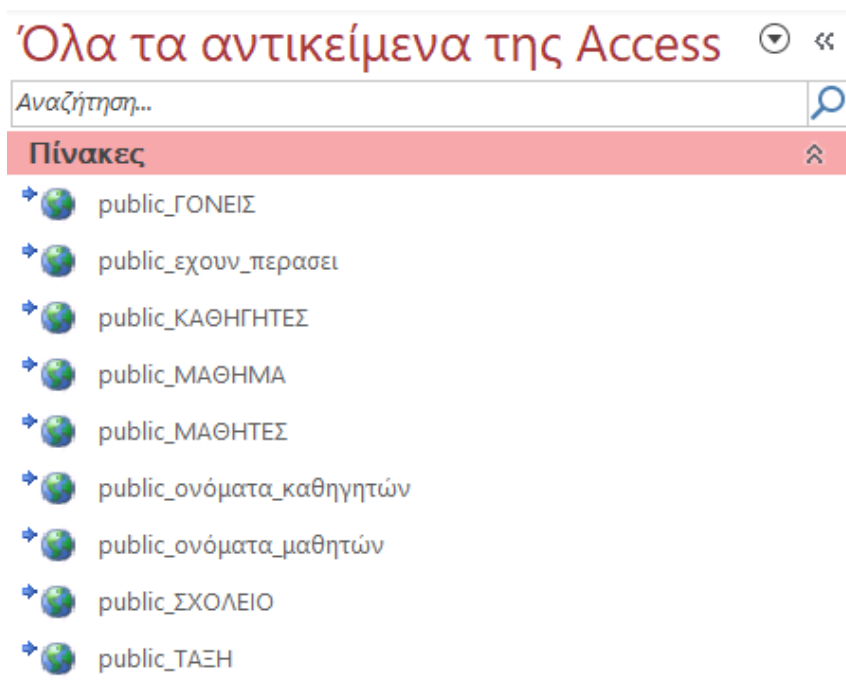 Όλα τα αντικείμενα της Access
Αναζήτηση...
Πίνακες
public_ΓΟΝΕΙΣ
public_εχουν_περασει
public_ΚΑΘΗΓΗΤΕΣ
public_ΜΑΘΗΜΑ
public_ΜΑΘΗΤΕΣ
public_ονόματα_καθηγητών
public_ονόματα_μαθητών
public_ΣΧΟΛΕΙΟ
public_ΤΑΞΗ